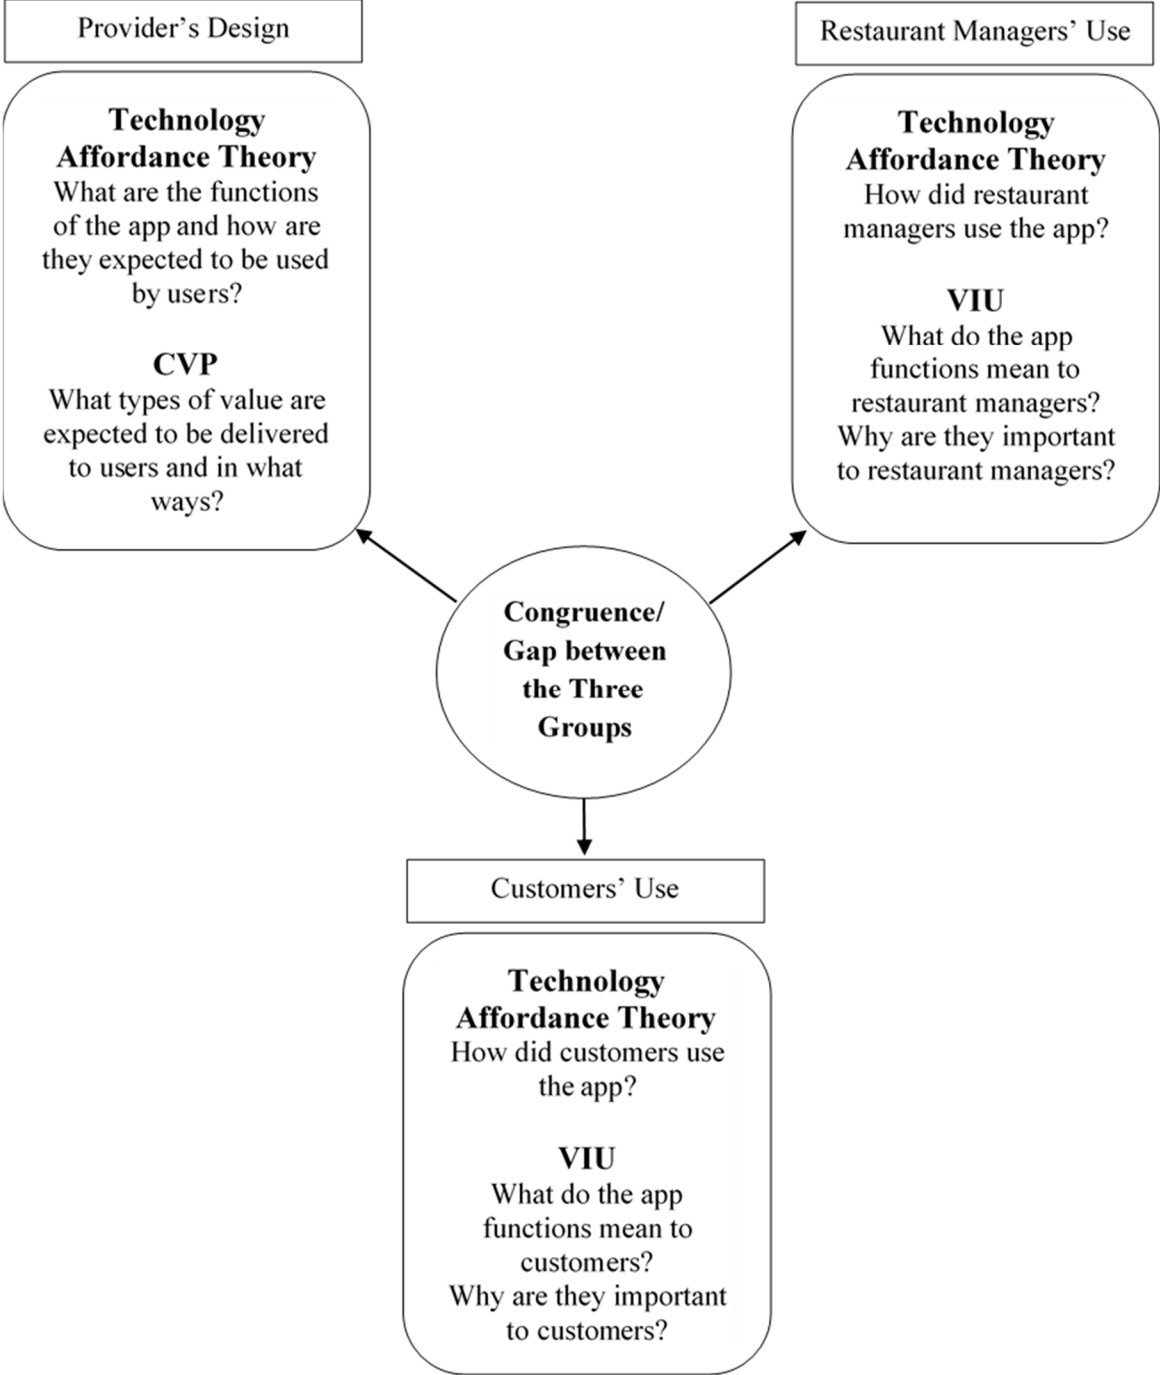 Provider’s Design
Technology
Affordance Theory
What are the functions
of the app and how are
they expected to be used
by users?
CVP
What types of value are
expected to be delivered
to users and in what
ways?
Restaurant Managers’ Use
Technology
Affordance Theory
How did restaurant
managers use the app?
VIU
What do the app
functions mean to
restaurant managers?
Why are they important
to restaurant managers?
Congruence/
Gap between
the Three
Groups
Customers’ Use
Technology
Affordance Theory
How did customers use
the app?
VIU
What do the app
functions mean to
customers?
Why are they important
to customers?